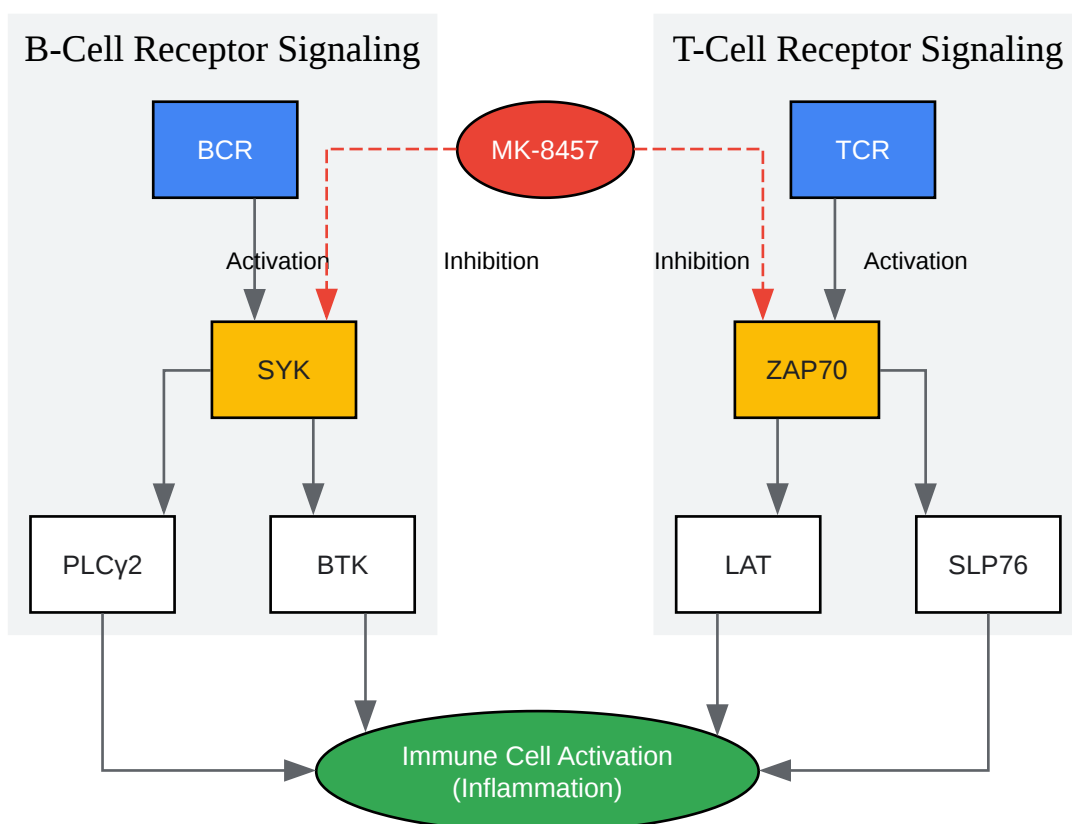 B-Cell Receptor Signaling
T-Cell Receptor Signaling
BCR
MK-8457
TCR
Activation
Inhibition
Inhibition
Activation
SYK
ZAP70
PLCγ2
BTK
LAT
SLP76
Immune Cell Activation
(Inflammation)